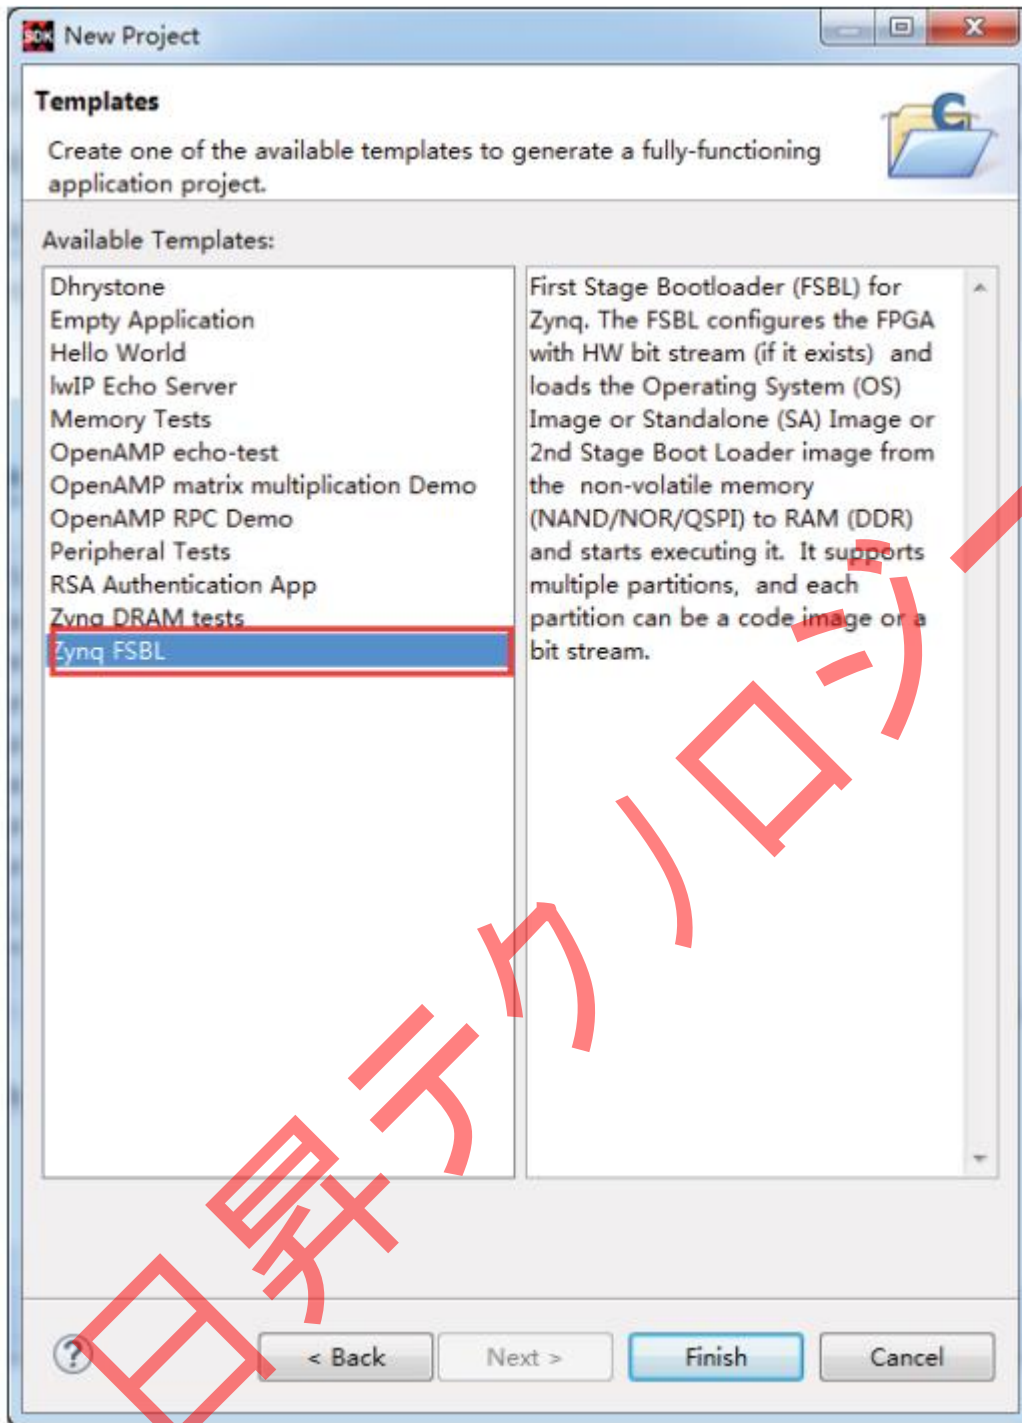 SDK New Project
Templates
Create one of the available templates to generate a fully-functioning
application project.
Available Templates:
Dhrystone
Empty Application
Hello World
lwIP Echo Server
Memory Tests
OpenAMP echo-test
OpenAMP matrix multiplication Demo
OpenAMP RPC Demo
Peripheral Tests
RSA Authentication App
Zynq DRAM tests
Zynq FSBL
First Stage Bootloader (FSBL) for
Zynq. The FSBL configures the FPGA
with HW bit stream (if it exists)  and
loads the Operating System (OS)
Image or Standalone (SA) Image or
2nd Stage Boot Loader image from
the  non-volatile memory
(NAND/NOR/QSPI) to RAM (DDR)
and starts executing it.  It supports
multiple partitions,  and each
partition can be a code image or a
bit stream.
日昇テクノロジー
? < Back Next > Finish Cancel